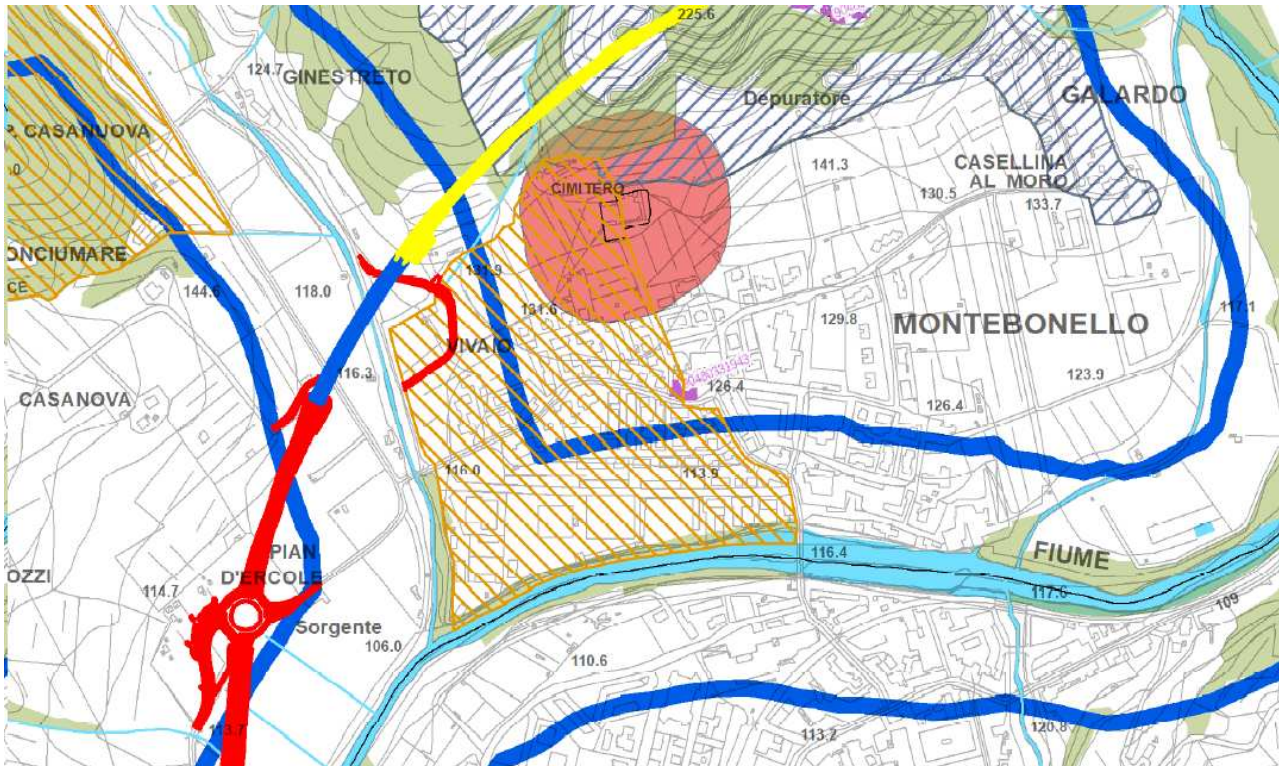 225.6
124.7
GINESTRETO
Depuratore
GALARDO
P. CASANUOVA
141.3
CASELLINA
AL MORO
130.5
133.7
CIMITERO
ONCIUMARE
CE
144.6
118.0
131.9
131.6
129.8
117.1
MONTEBONELLO
VIVAIO
116.3
0480331943
126.4
123.9
CASANOVA
126.4
116.0
113.9
PIAN
D'ERCOLE
116.4
FIUME
OZZI
114.7
117.6
109
Sorgente
106.0
110.6
113.7
113.2
120.8